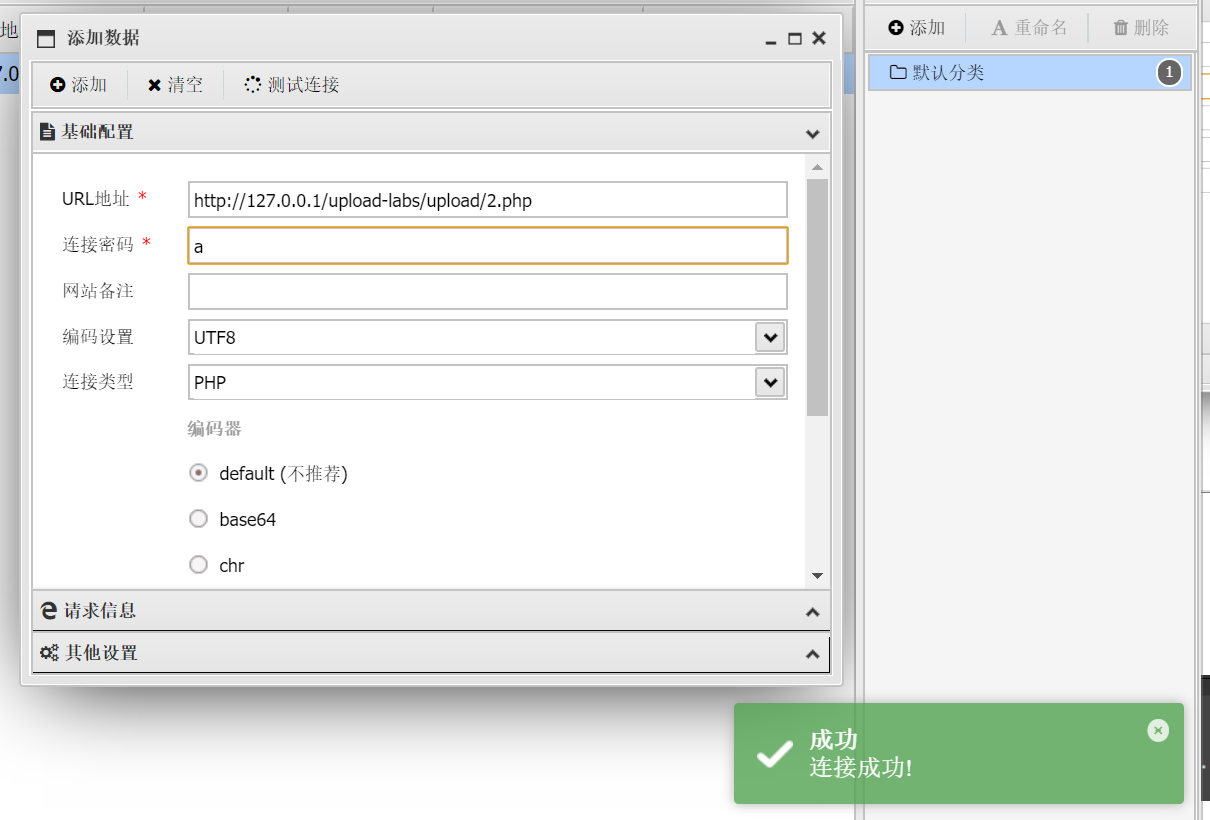 地
7.0
添加数据
添加 清空 测试连接
基础配置
URL地址 * http://127.0.0.1/upload-labs/upload/2.php
连接密码 * a
网站备注
编码设置 UTF8
连接类型 PHP
编码器
default (不推荐)
base64
chr
请求信息
其他设置
添加 A 重命名 删除
默认分类 1
成功
连接成功!